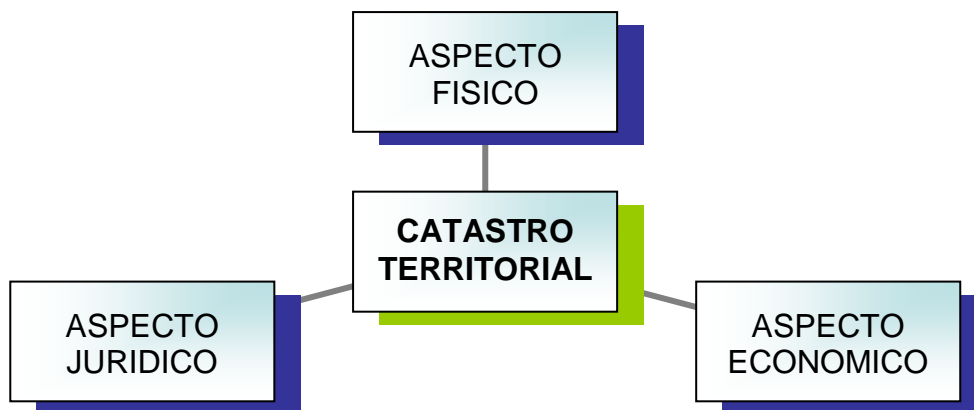 ASPECTO
FISICO
CATASTRO
TERRITORIAL
ASPECTO
JURIDICO
ASPECTO
ECONOMICO